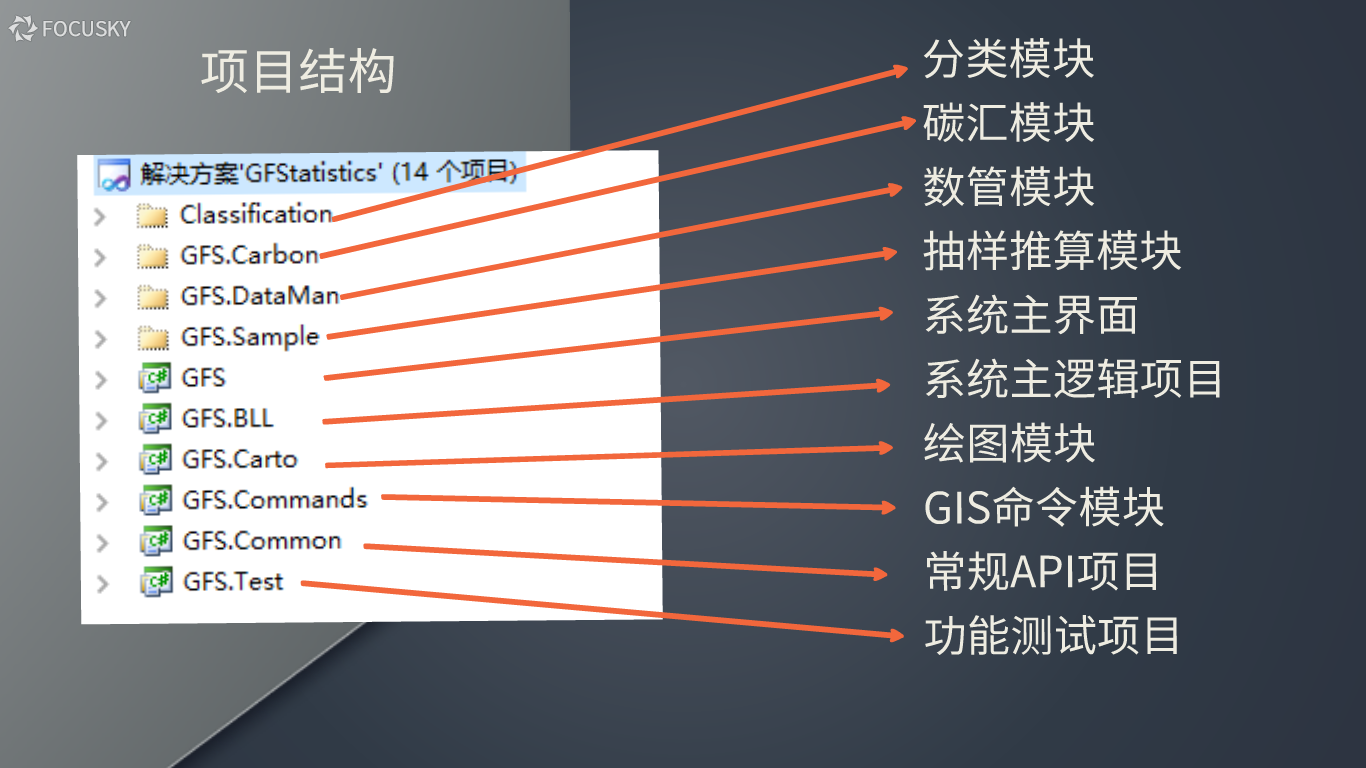 FOCUSKY
项目结构
解决方案'GFStatistics' (14 个项目)
Classification
GFS.Carbon
GFS.DataMan
GFS.Sample
GFS
GFS.BLL
GFS.Carto
GFS.Commands
GFS.Common
GFS.Test
分类模块
碳汇模块
数管模块
抽样推算模块
系统主界面
系统主逻辑项目
绘图模块
GIS命令模块
常规API项目
功能测试项目